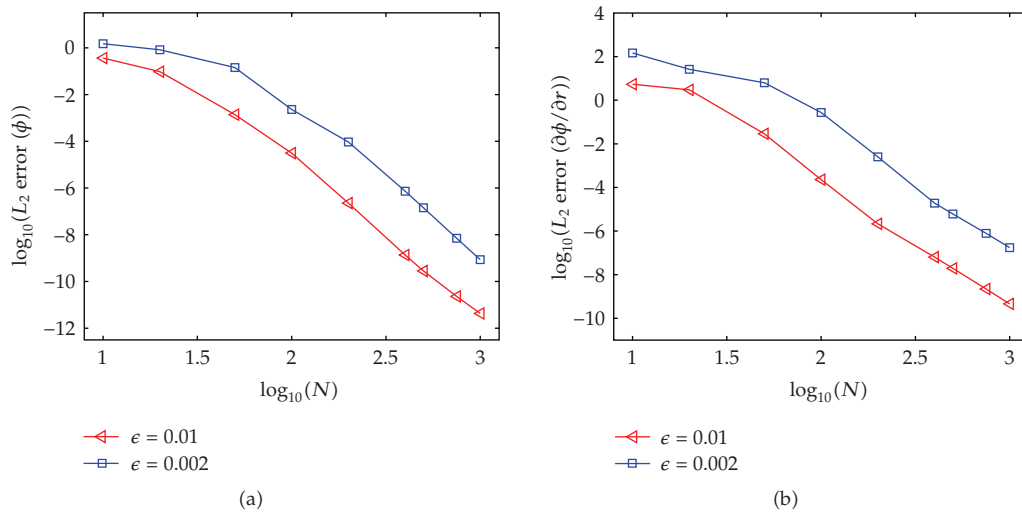 log10(L2 error (ϕ))
0
−2
−4
−6
−8
−10
−12
1
1.5
2
2.5
3
log10(N)
ϵ = 0.01
ϵ = 0.002
(a)
log10(L2 error (∂ϕ/∂r))
4
2
0
−2
−4
−6
−8
−10
1
1.5
2
2.5
3
log10(N)
ϵ = 0.01
ϵ = 0.002
(b)